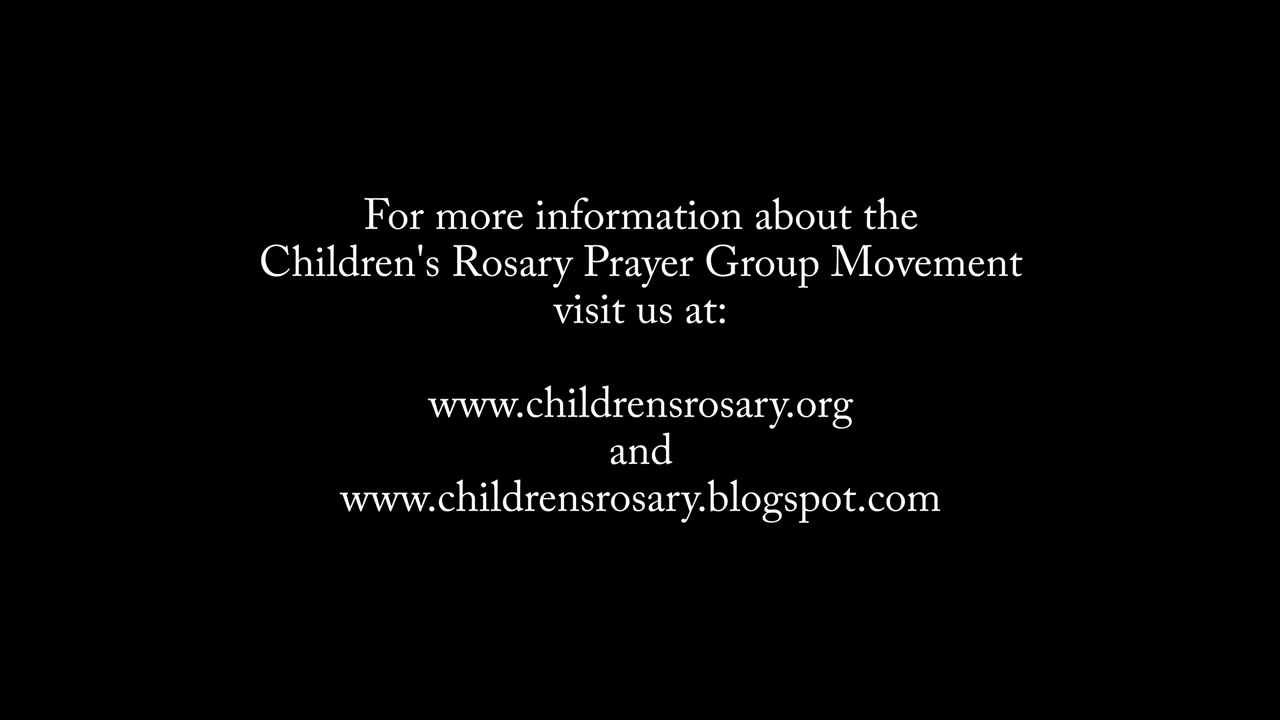 For more information about the
Children's Rosary Prayer Group Movement
visit us at:
www.childrensrosary.org
and
www.childrensrosary.blogspot.com